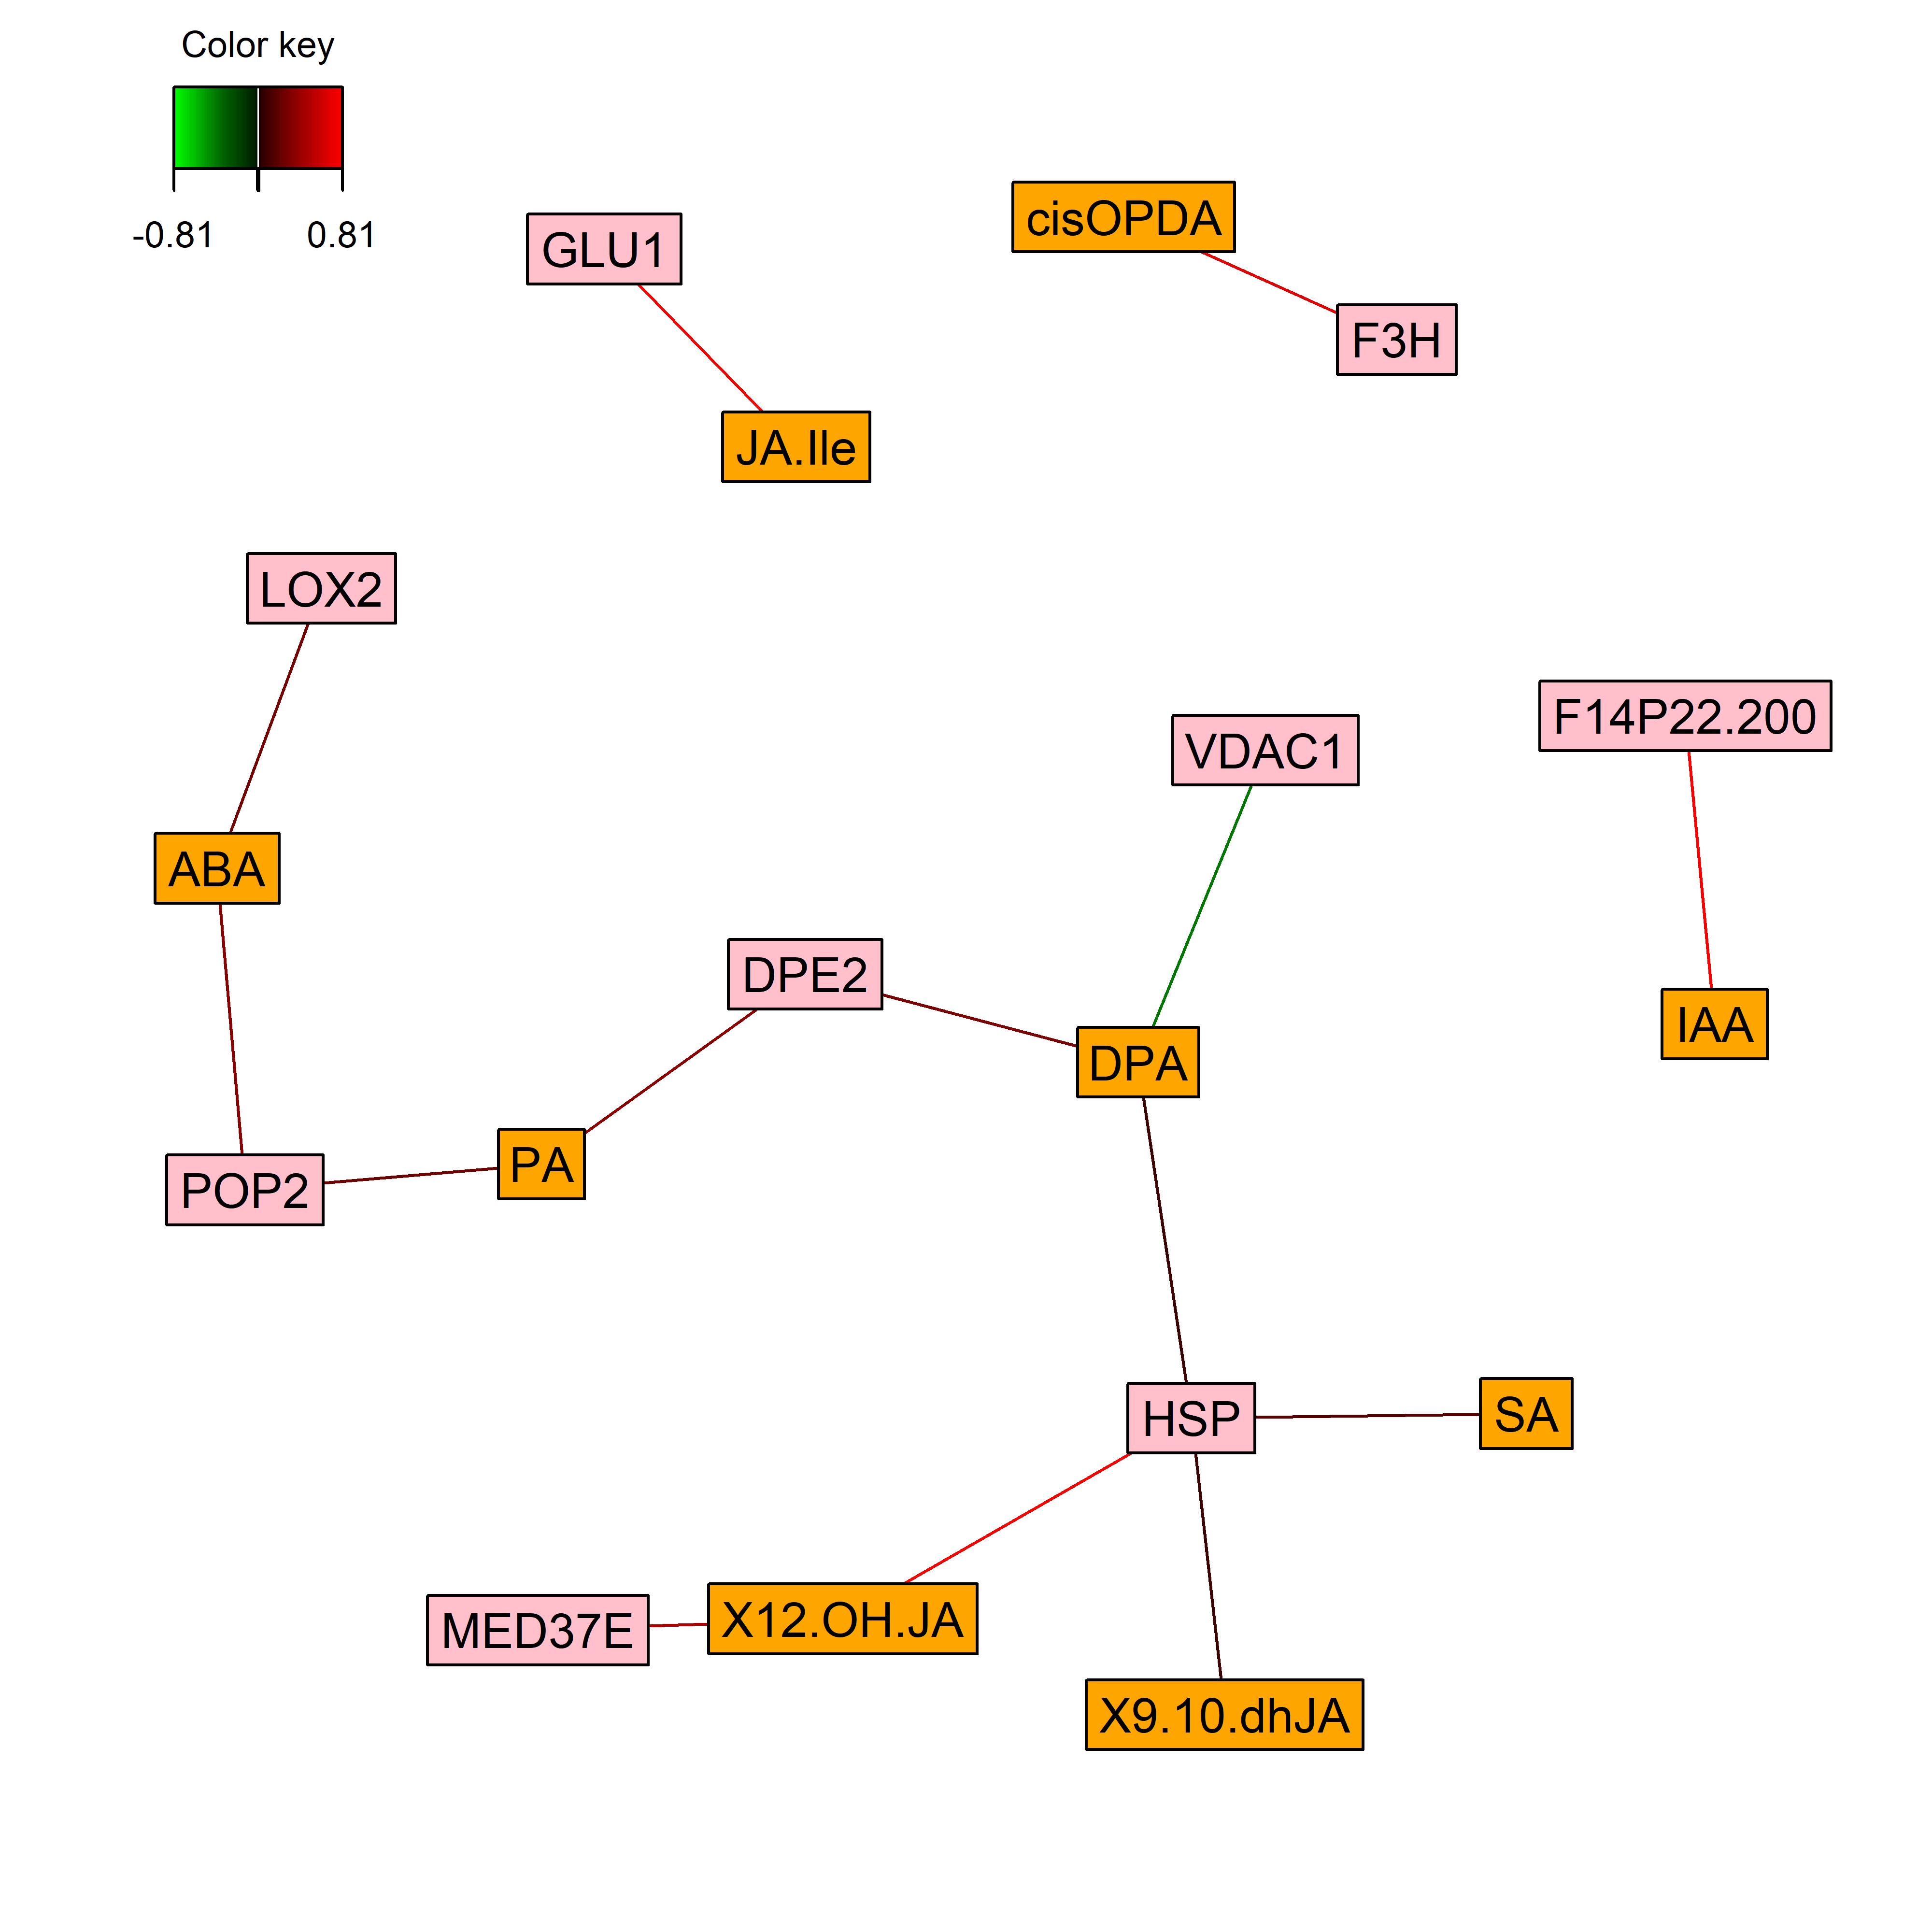 Color key
-0.81 0.81
cisOPDA
GLU1
F3H
JA.Ile
LOX2
F14P22.200
VDAC1
ABA
DPE2
IAA
DPA
PA
POP2
SA
HSP
X12.OH.JA
MED37E
X9.10.dhJA